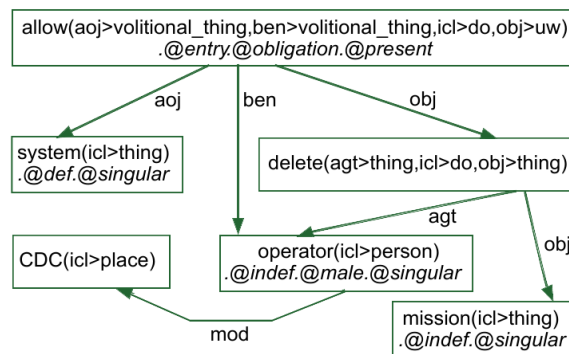 allow(aoj>volitional_thing,ben>volitional_thing,icl>do,obj>uw)
.@entry.@obligation.@present
aoj
ben
obj
system(icl>thing)
.@def.@singular
delete(agt>thing,icl>do,obj>thing)
agt
obj
CDC(icl>place)
operator(icl>person)
.@indef.@male.@singular
mod
mission(icl>thing)
.@indef.@singular